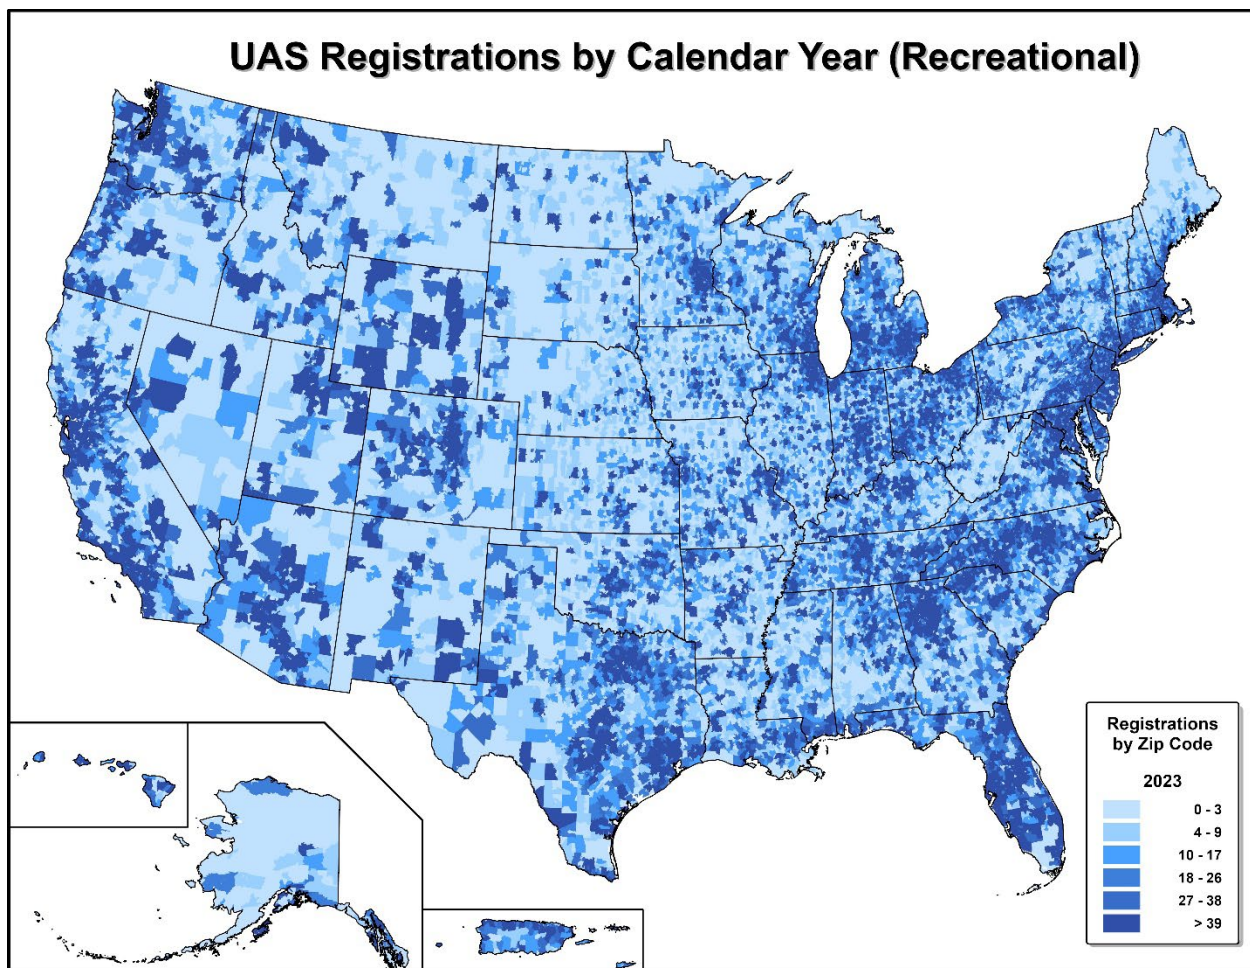 UAS Registrations by Calendar Year (Recreational)
Registrations
by Zip Code
2023
0 - 3
4 - 9
10 - 17
18 - 26
27 - 38
> 39